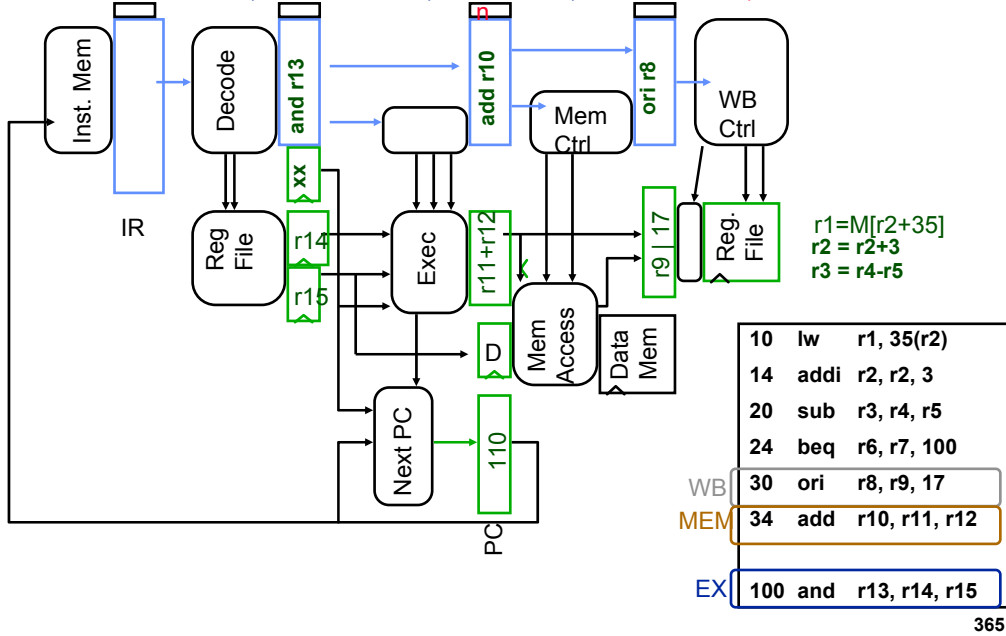 n
Inst. Mem
Decode
and r13
add r10
ori r8
Mem
Ctrl
WB
Ctrl
IR
xx
Reg
File
r14
r15
Exec
r11+r12
X
r9 | 17
Reg.
File
r1=M[r2+35]
r2 = r2+3
r3 = r4-r5
D
Mem
Access
Data
Mem
Next PC
110
PC
10 lw r1, 35(r2)
14 addi r2, r2, 3
20 sub r3, r4, r5
24 beq r6, r7, 100
WB 30 ori r8, r9, 17
MEM 34 add r10, r11, r12
EX 100 and r13, r14, r15
365